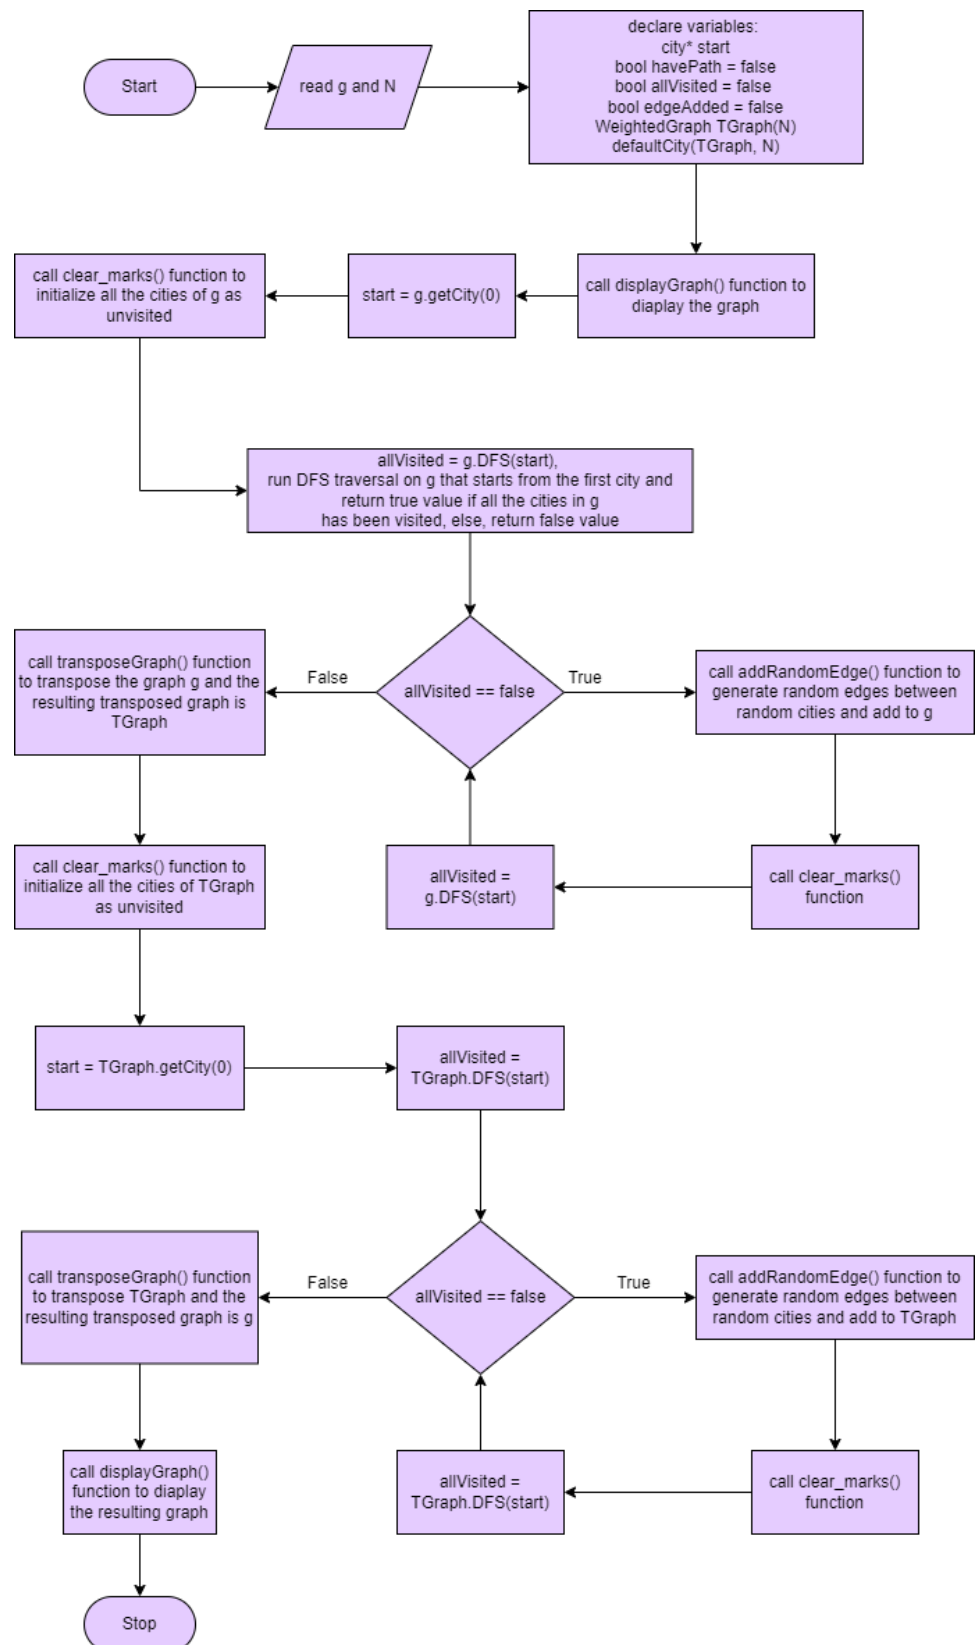 Start
read g and N
declare variables:
city* start
bool havePath = false
bool allVisited = false
bool edgeAdded = false
WeightedGraph TGraph(N)
defaultCity(TGraph, N)
call displayGraph() function to
diaplay the graph
start = g.getCity(0)
call clear_marks() function to
initialize all the cities of g as
unvisited
allVisited = g.DFS(start),
run DFS traversal on g that starts from the first city and
return true value if all the cities in g
has been visited, else, return false value
allVisited == false
False
True
call transposeGraph() function
to transpose the graph g and the
resulting transposed graph is
TGraph
call addRandomEdge() function to
generate random edges between
random cities and add to g
call clear_marks() function to
initialize all the cities of TGraph
as unvisited
allVisited =
g.DFS(start)
call clear_marks()
function
start = TGraph.getCity(0)
allVisited =
TGraph.DFS(start)
allVisited == false
False
True
call transposeGraph() function
to transpose TGraph and the
resulting transposed graph is g
call addRandomEdge() function to
generate random edges between
random cities and add to TGraph
call displayGraph()
function to diaplay
the resulting graph
allVisited =
TGraph.DFS(start)
call clear_marks()
function
Stop